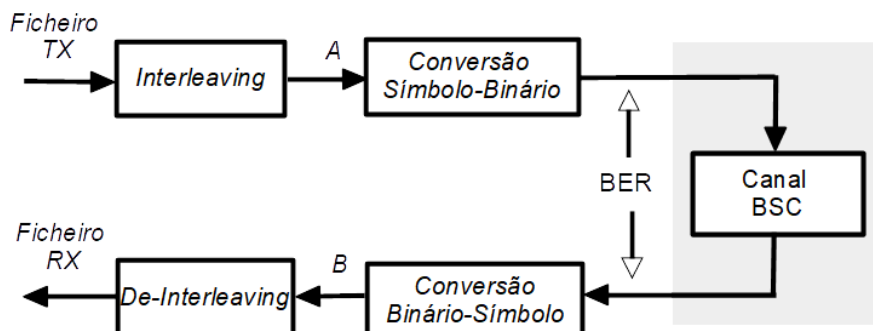 Ficheiro
TX
Interleaving
A
Conversão
Símbolo-Binário
BER
Canal
BSC
Ficheiro
RX
De-Interleaving
B
Conversão
Binário-Símbolo